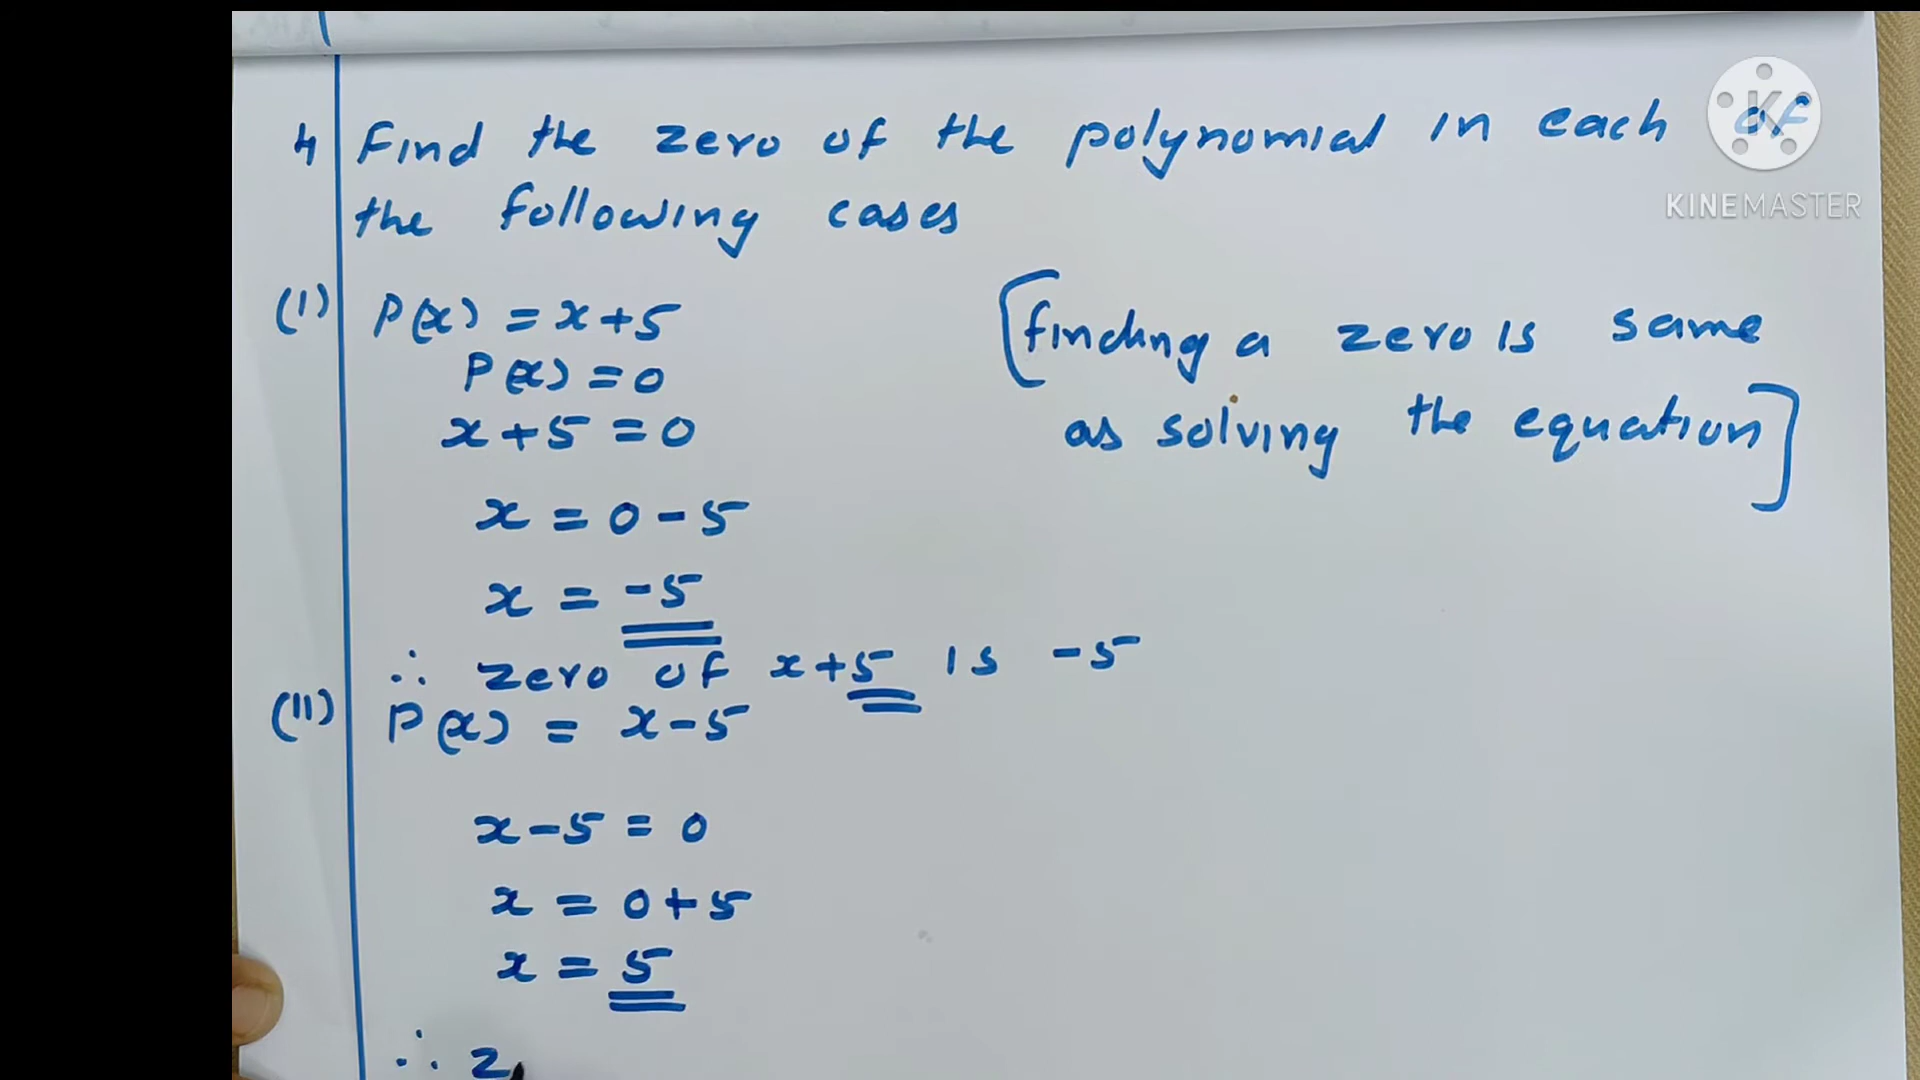 4 Find the zero of the polynomial in each of
the following cases
(I) P(x) = x+5
P(x) = 0
x+5 = 0
x = 0-5
x = -5
∴ zero of x+5 is -5
[finding a zero is same
as solving the equation]
(II) P(x) = x-5
x-5 = 0
x = 0+5
x = 5
∴ z
KINEMASTER